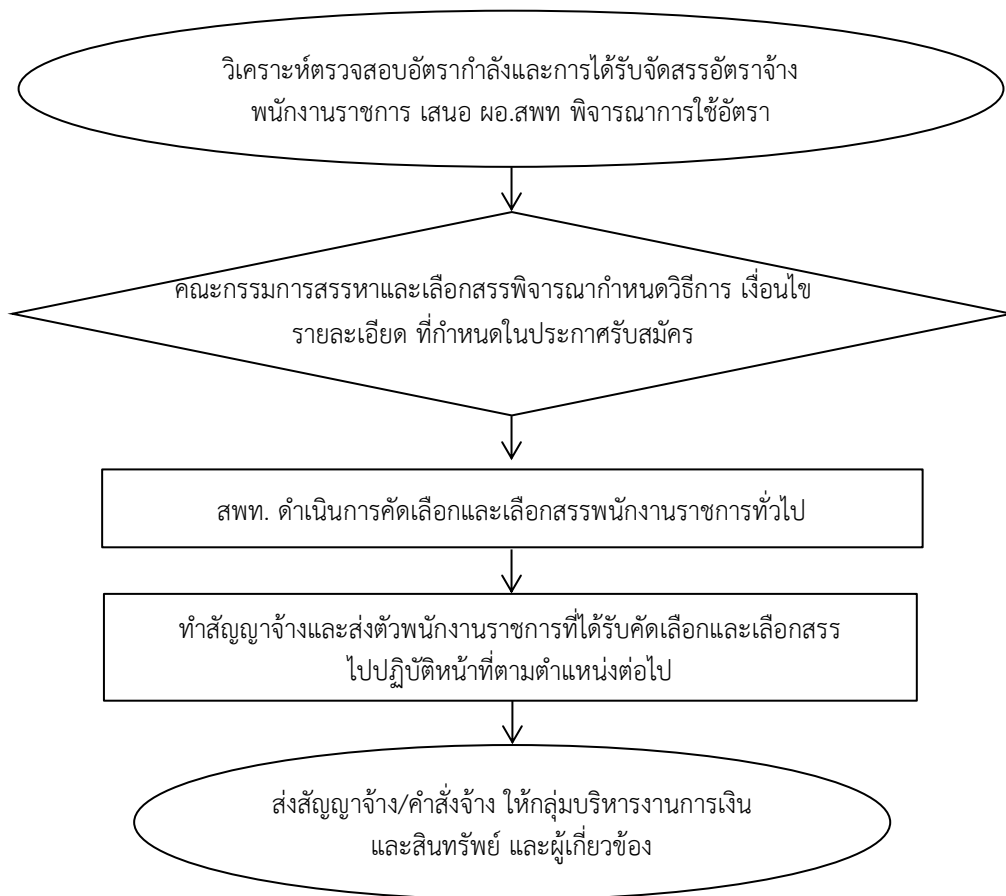 วิเคราะห์ตรวจสอบอัตรากำลังและการได้รับจัดสรรอัตราจ้าง
พนักงานราชการ เสนอ ผอ.สพท พิจารณาการใช้อัตรา
คณะกรรมการสรรหาและเลือกสรรพิจารณากำหนดวิธีการ เงื่อนไข
รายละเอียด ที่กำหนดในประกาศรับสมัคร
สพท. ดำเนินการคัดเลือกและเลือกสรรพนักงานราชการทั่วไป
ทำสัญญาจ้างและส่งตัวพนักงานราชการที่ได้รับคัดเลือกและเลือกสรร
ไปปฏิบัติหน้าที่ตามตำแหน่งต่อไป
ส่งสัญญาจ้าง/คำสั่งจ้าง ให้กลุ่มบริหารงานการเงิน
และสินทรัพย์ และผู้เกี่ยวข้อง